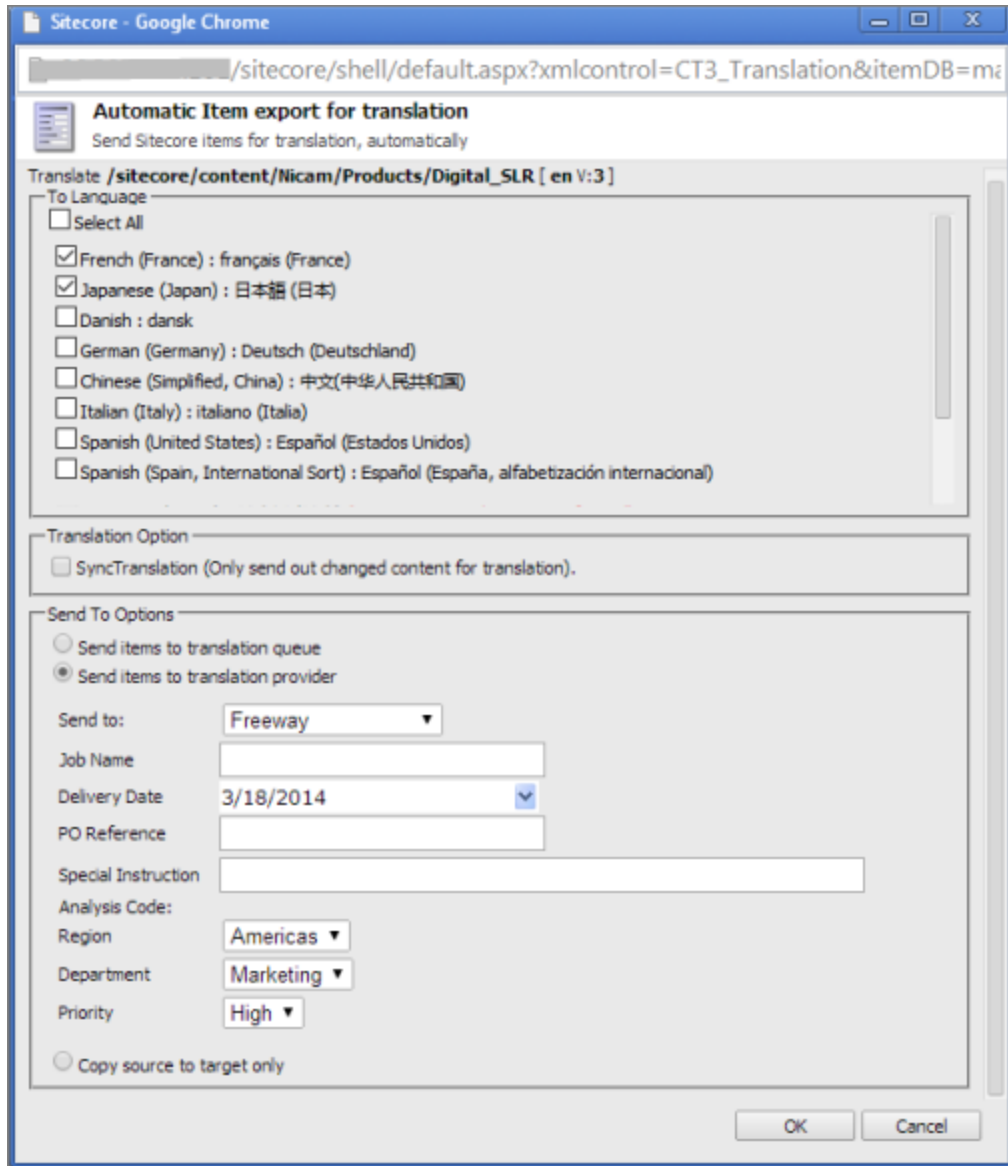 Sitecore - Google Chrome
/sitecore/shell/default.aspx?xmlcontrol=CT3_Translation&itemDB=ma
Automatic Item export for translation
Send Sitecore items for translation, automatically
Translate /sitecore/content/Nicam/Products/Digital_SLR [ en V:3 ]
To Language
Select All
French (France) : français (France)
Japanese (Japan) : 日本語 (日本)
Danish : dansk
German (Germany) : Deutsch (Deutschland)
Chinese (Simplified, China) : 中文(中华人民共和国)
Italian (Italy) : italiano (Italia)
Spanish (United States) : Español (Estados Unidos)
Spanish (Spain, International Sort) : Español (España, alfabetización internacional)
Translation Option
SyncTranslation (Only send out changed content for translation).
Send To Options
Send items to translation queue
Send items to translation provider
Send to: Freeway
Job Name
Delivery Date 3/18/2014
PO Reference
Special Instruction
Analysis Code:
Region Americas
Department Marketing
Priority High
Copy source to target only
OK Cancel